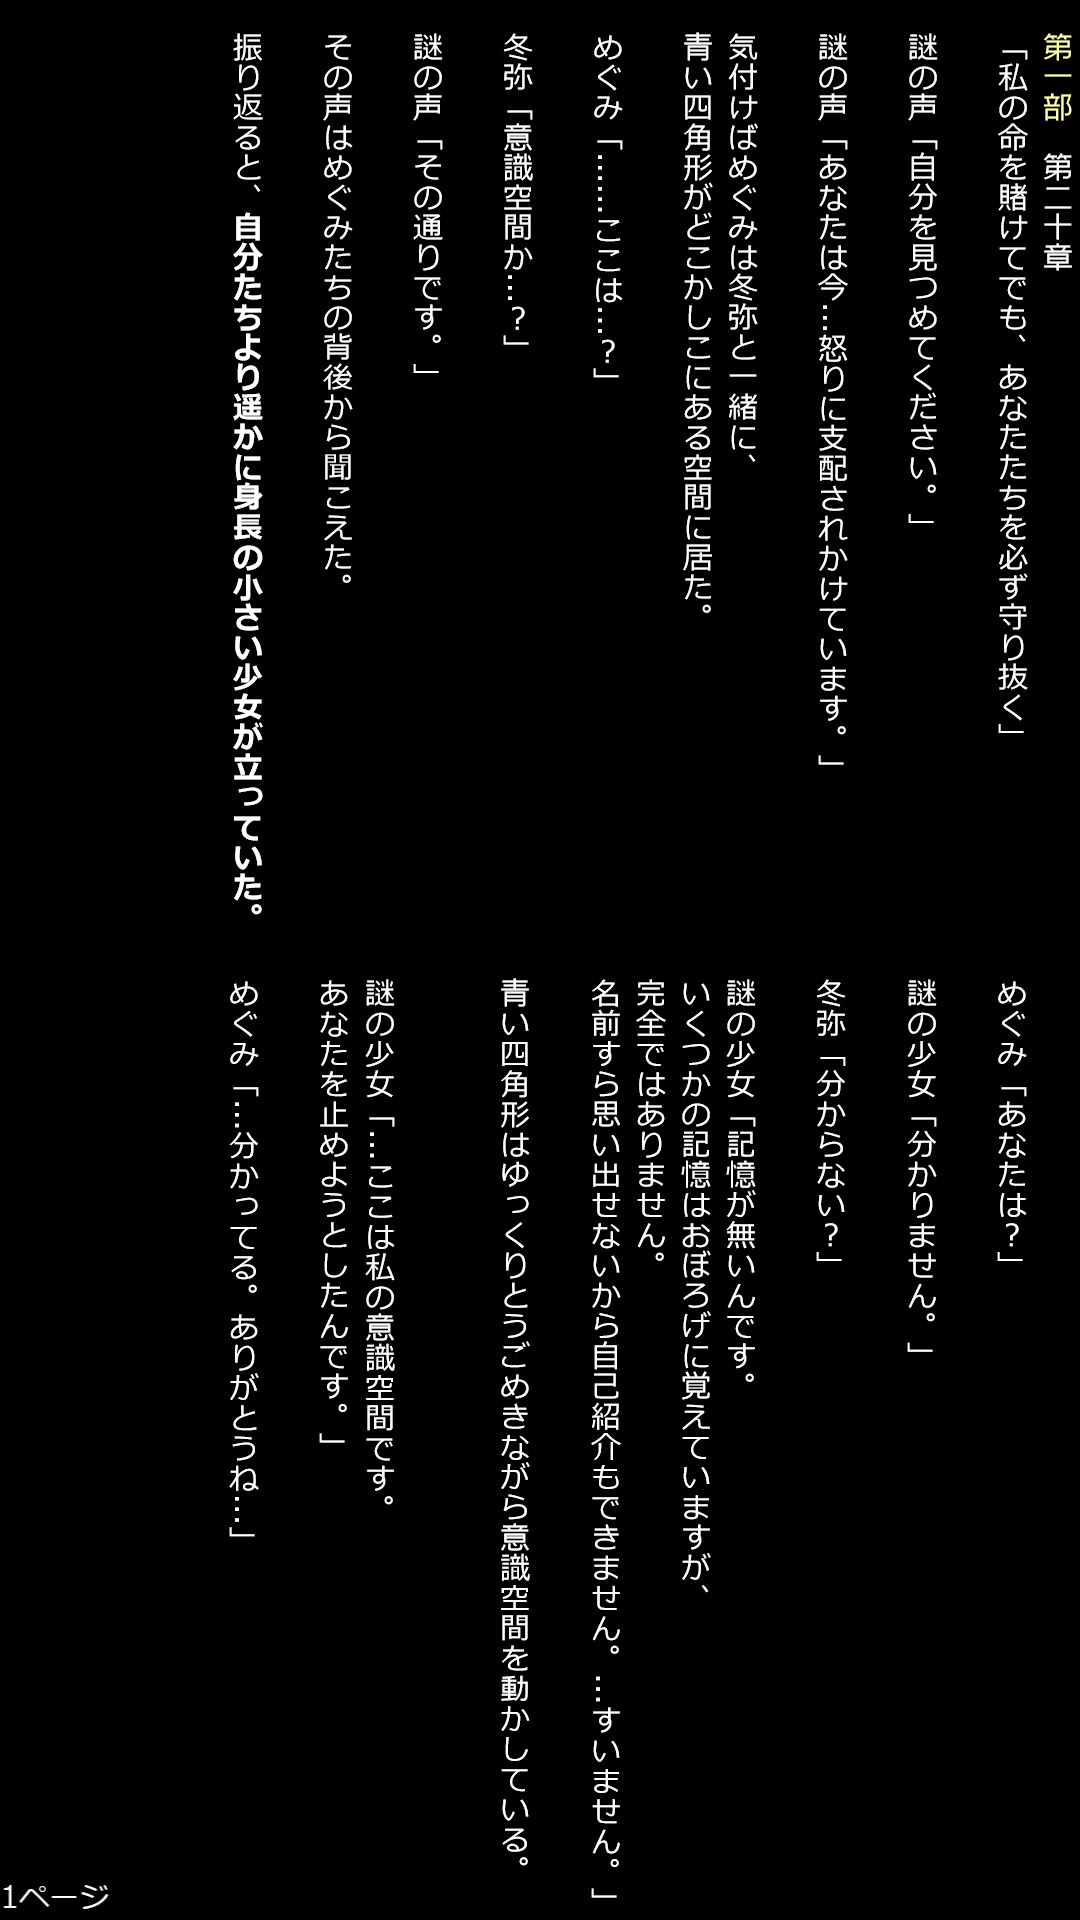 第一部　第二十章
「私の命を賭けてでも、あなたたちを必ず守り抜く」
謎の声「自分を見つめてください。」
謎の声「あなたは今…怒りに支配されかけています。」
気付けばめぐみは冬弥と一緒に、
青い四角形がどこかしこにある空間に居た。
めぐみ「……ここは…?」
冬弥「意識空間か…?」
謎の声「その通りです。」
その声はめぐみたちの背後から聞こえた。
振り返ると、自分たちより遥かに身長の小さい少女が立っていた。
めぐみ「あなたは?」
謎の少女「分かりません。」
冬弥「分からない?」
謎の少女「記憶が無いんです。
いくつかの記憶はおぼろげに覚えていますが、
完全ではありません。
名前すら思い出せないから自己紹介もできません。…すいません。」
青い四角形はゆっくりとうごめきながら意識空間を動かしている。
謎の少女「…ここは私の意識空間です。
あなたを止めようとしたんです。」
めぐみ「…分かってる。ありがとうね…」
1ページ